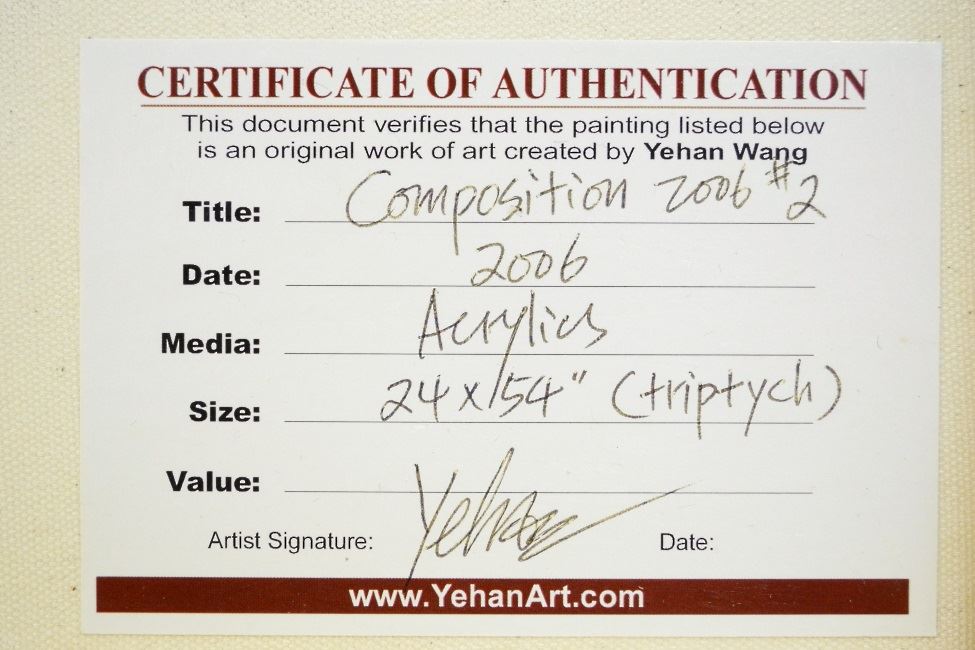 CERTIFICATE OF AUTHENTICATION
This document verifies that the painting listed below
is an original work of art created by Yehan Wang
Title: Composition 2006 #2
Date: 2006
Media: Acrylics
Size: 24x54" (triptych)
Value:
Artist Signature: Yehan Date:
www.YehanArt.com